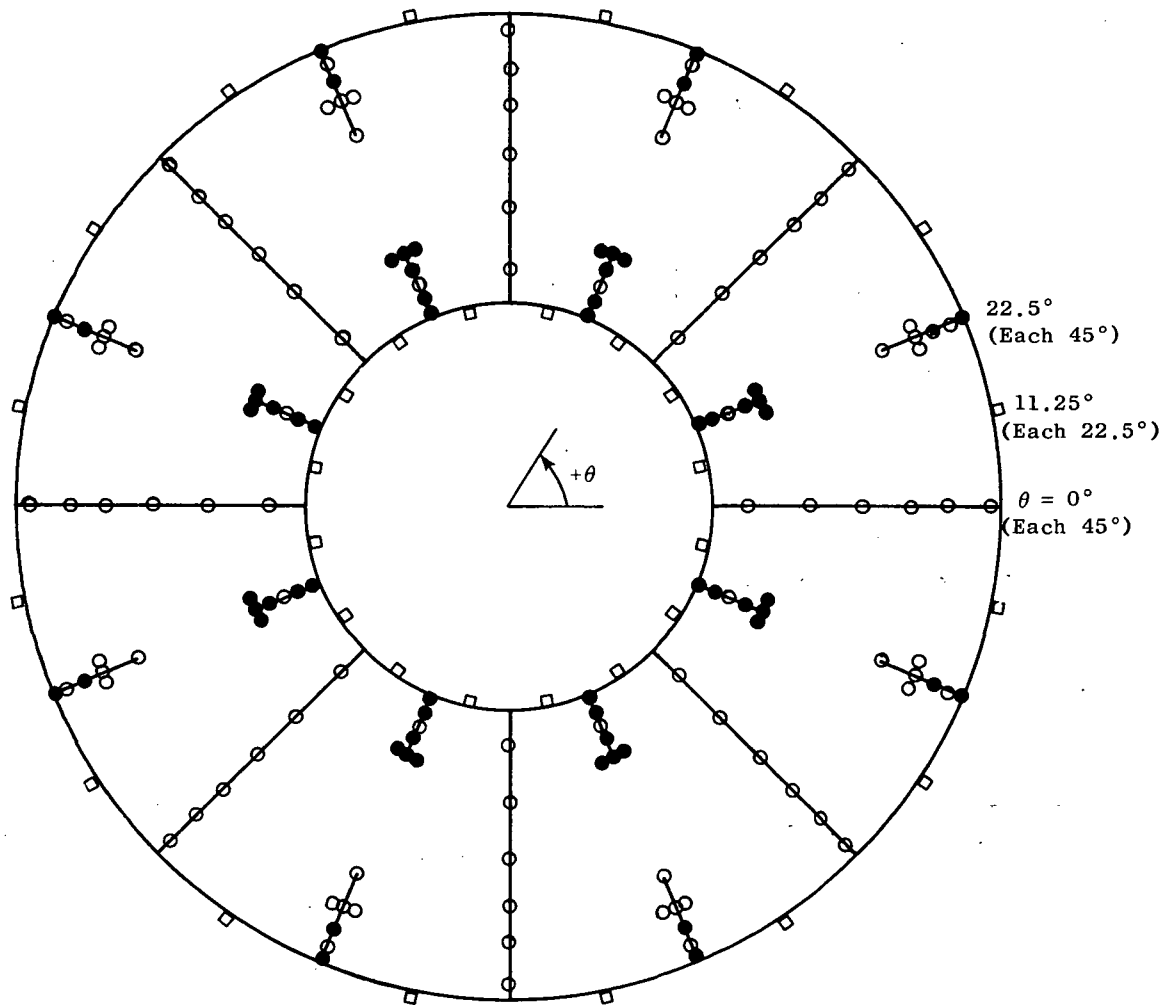 22.5°
(Each 45°)
11.25°
(Each 22.5°)
+θ
θ = 0°
(Each 45°)